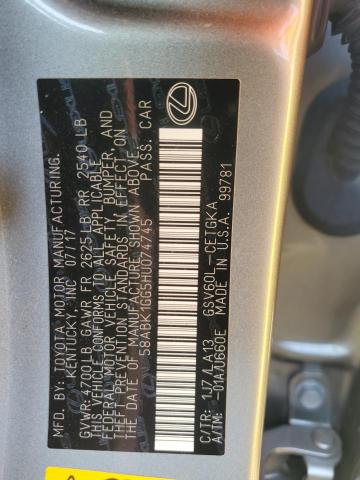 MFD. BY: TOYOTA MOTOR MANUFACTURING,
KENTUCKY, INC 07/17
GVWR: 4720 LB GAWR: FR 2625 LB RR 2540 LB
THIS VEHICLE CONFORMS TO ALL APPLICABLE
FEDERAL MOTOR VEHICLE SAFETY, BUMPER, AND
THEFT PREVENTION STANDARDS IN EFFECT ON
THE DATE OF MANUFACTURE SHOWN ABOVE.
58ABK1GG5HU074745 PASS. CAR
C/TR: 1J7/LA13 GSV60L-CETGKA
A/TM: -01A/U660E MADE IN U.S.A. 99781